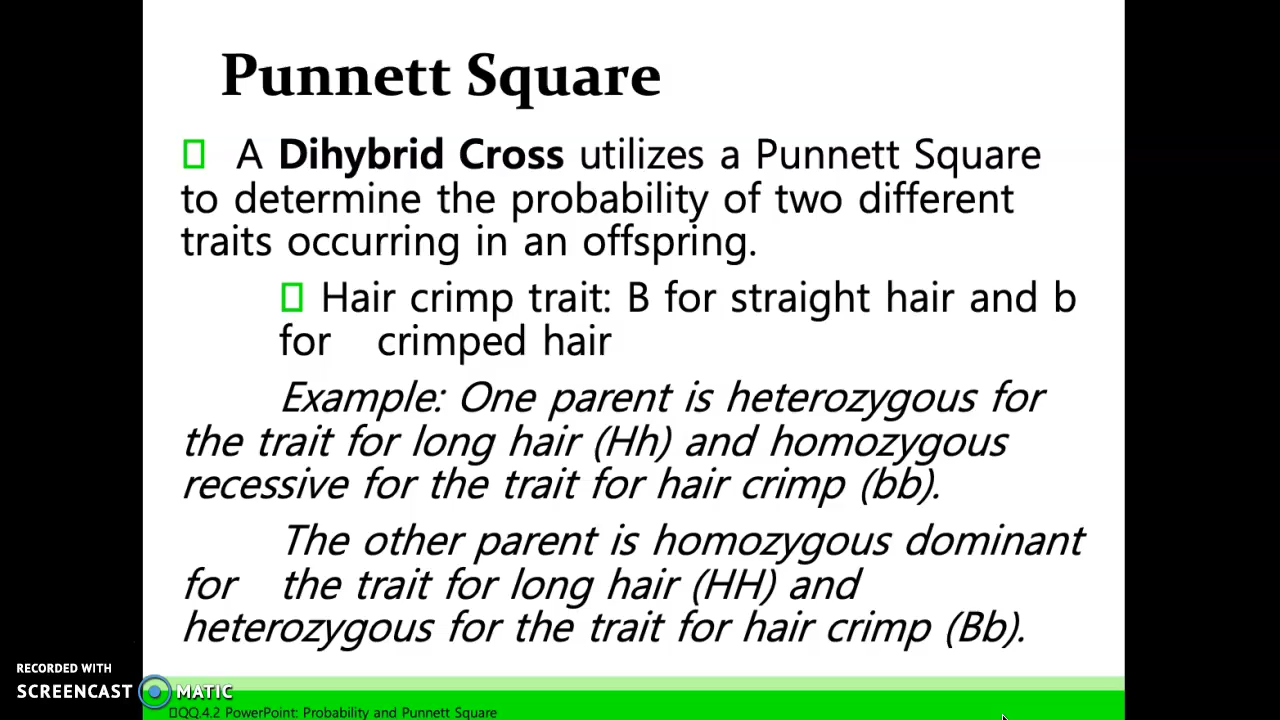 Punnett Square
A Dihybrid Cross utilizes a Punnett Square
to determine the probability of two different
traits occurring in an offspring.
Hair crimp trait: B for straight hair and b
for crimped hair
Example: One parent is heterozygous for
the trait for long hair (Hh) and homozygous
recessive for the trait for hair crimp (bb).
The other parent is homozygous dominant
for the trait for long hair (HH) and
heterozygous for the trait for hair crimp (Bb).
RECORDED WITH
SCREENCAST MATIC
QQ.4.2 PowerPoint: Probability and Punnett Square